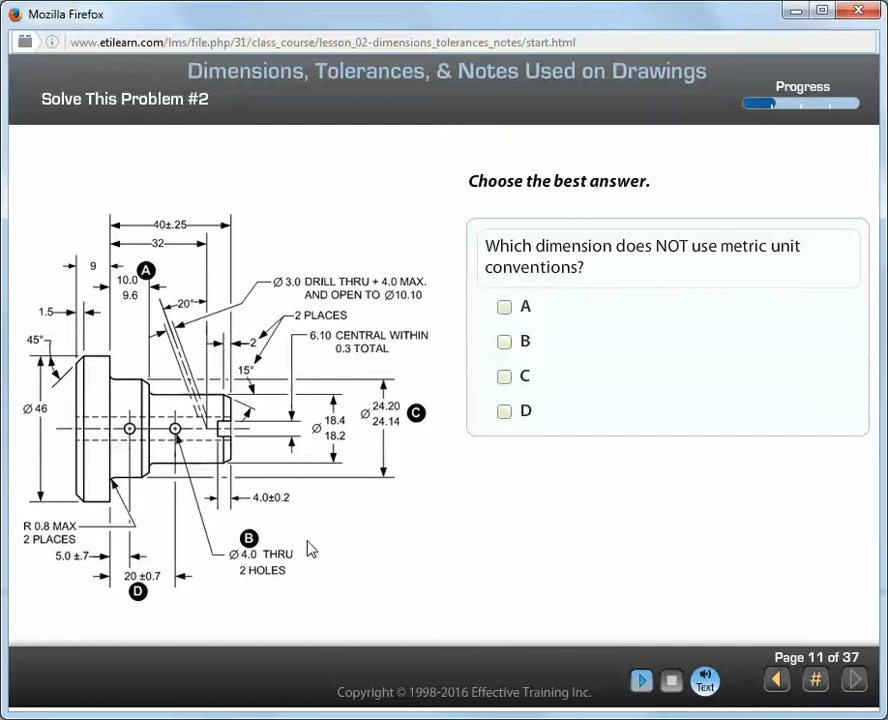 Mozilla Firefox
www.etilearn.com/lms/file.php/31/class_course/lesson_02-dimensions_tolerances_notes/start.html
Dimensions, Tolerances, & Notes Used on Drawings
Solve This Problem #2
Progress
Choose the best answer.
Which dimension does NOT use metric unit
conventions?
A
B
C
D
40±.25
32
9
10.0
9.6
A
1.5
20°
Ø 3.0 DRILL THRU + 4.0 MAX.
AND OPEN TO Ø10.10
2 PLACES
6.10 CENTRAL WITHIN
0.3 TOTAL
2
45°
15°
Ø 46
Ø 18.4
18.2
Ø 24.20
24.14
C
4.0±0.2
R 0.8 MAX
2 PLACES
B
Ø 4.0 THRU
2 HOLES
5.0 ±.7
20 ±0.7
D
Page 11 of 37
Text
#
Copyright © 1998-2016 Effective Training Inc.